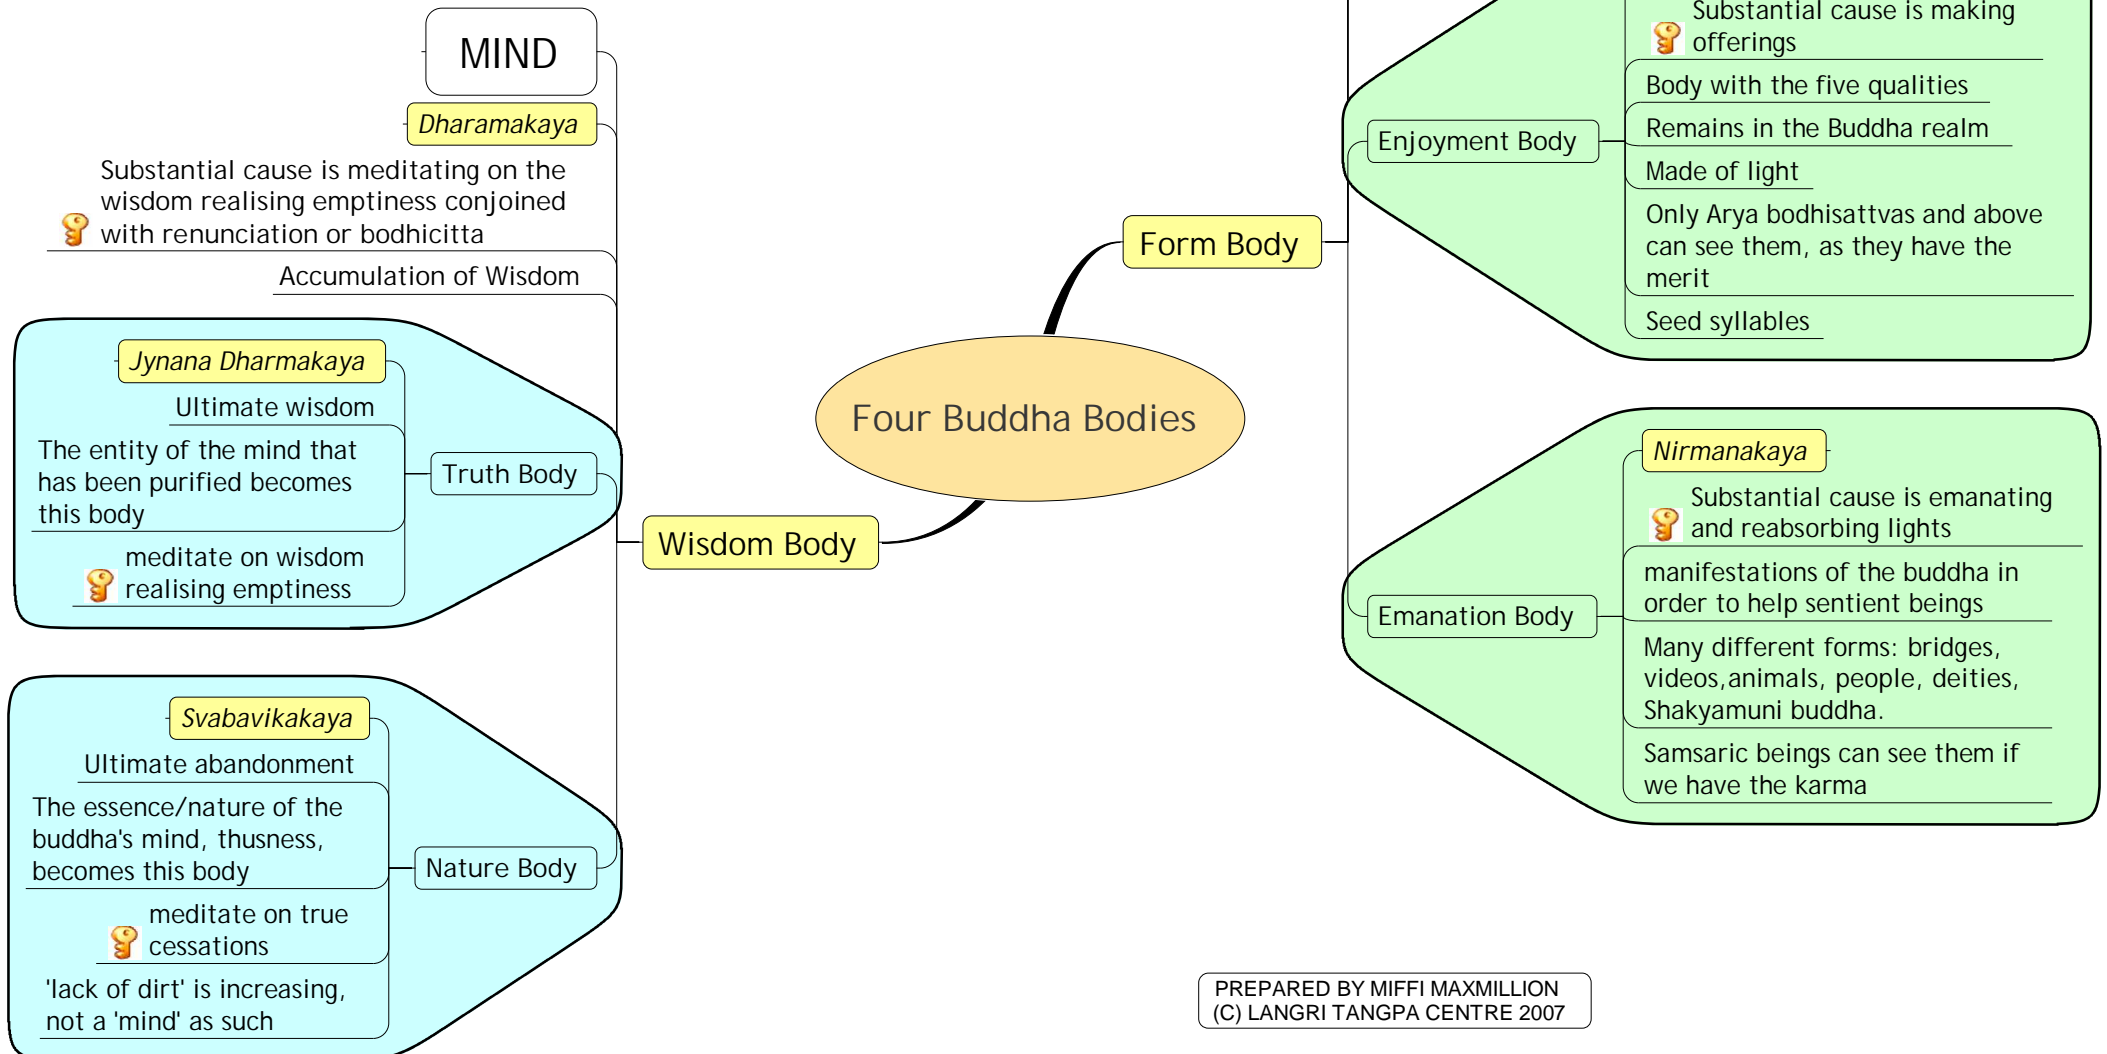 MIND
Dharamakaya
Substantial cause is meditating on the
wisdom realising emptiness conjoined
with renunciation or bodhicitta
Accumulation of Wisdom
Jynana Dharmakaya
Ultimate wisdom
The entity of the mind that
has been purified becomes
this body
meditate on wisdom
realising emptiness
Truth Body
Svabavikakaya
Ultimate abandonment
The essence/nature of the
buddha's mind, thusness,
becomes this body
meditate on true
cessations
'lack of dirt' is increasing,
not a 'mind' as such
Nature Body
Wisdom Body
Four Buddha Bodies
Form Body
Enjoyment Body
Substantial cause is making
offerings
Body with the five qualities
Remains in the Buddha realm
Made of light
Only Arya bodhisattvas and above
can see them, as they have the
merit
Seed syllables
Emanation Body
Nirmanakaya
Substantial cause is emanating
and reabsorbing lights
manifestations of the buddha in
order to help sentient beings
Many different forms: bridges,
videos,animals, people, deities,
Shakyamuni buddha.
Samsaric beings can see them if
we have the karma
PREPARED BY MIFFI MAXMILLION
(C) LANGRI TANGPA CENTRE 2007